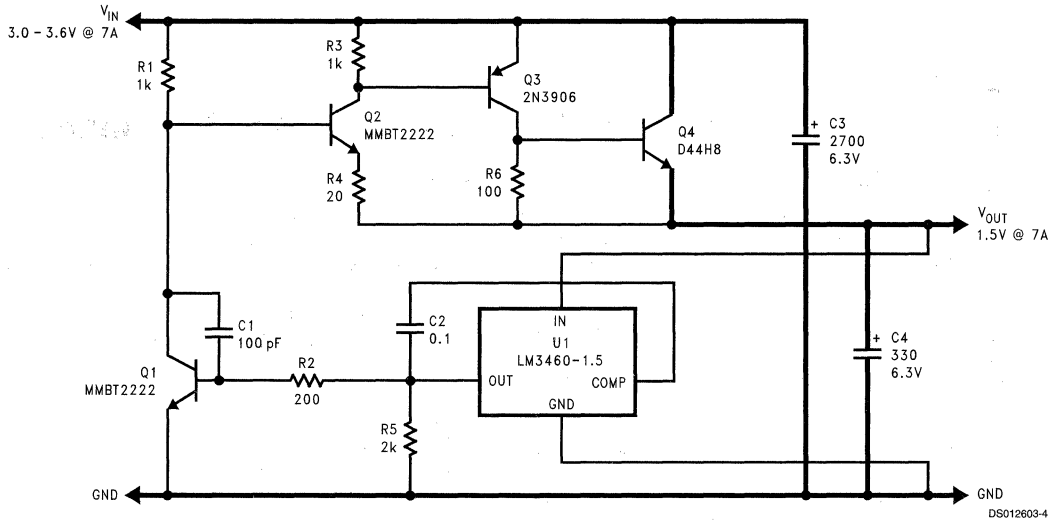 VIN
3.0 – 3.6V @ 7A
R1
1k
R3
1k
Q2
MMBT2222
R4
20
Q3
2N3906
R6
100
Q4
D44H8
+ C3
2700
6.3V
VOUT
1.5V @ 7A
C1
100 pF
Q1
MMBT2222
R2
200
C2
0.1
R5
2k
IN
U1
LM3460-1.5
OUT
COMP
GND
+ C4
330
6.3V
GND
GND
DS012603-4